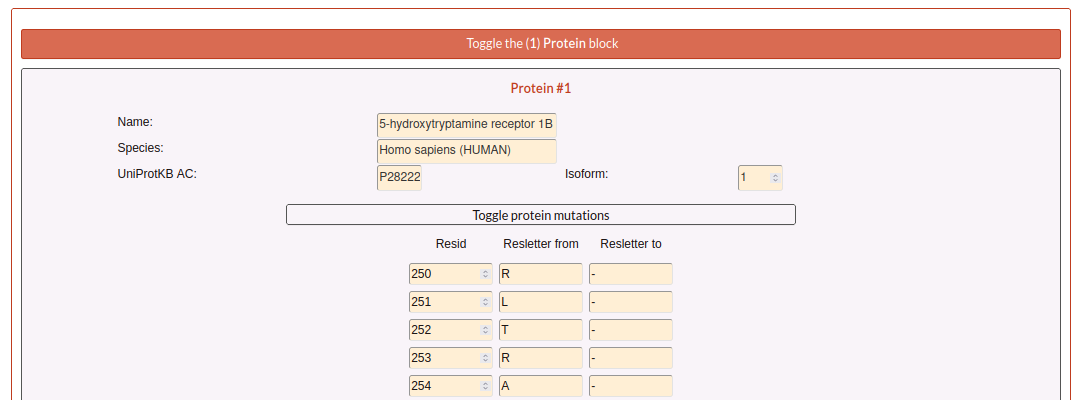 Toggle the (1) Protein block
Protein #1
Name: 5-hydroxytryptamine receptor 1B
Species: Homo sapiens (HUMAN)
UniProtKB AC: P28222 Isoform: 1
Toggle protein mutations
Resid Resletter from Resletter to
250 R -
251 L -
252 T -
253 R -
254 A -